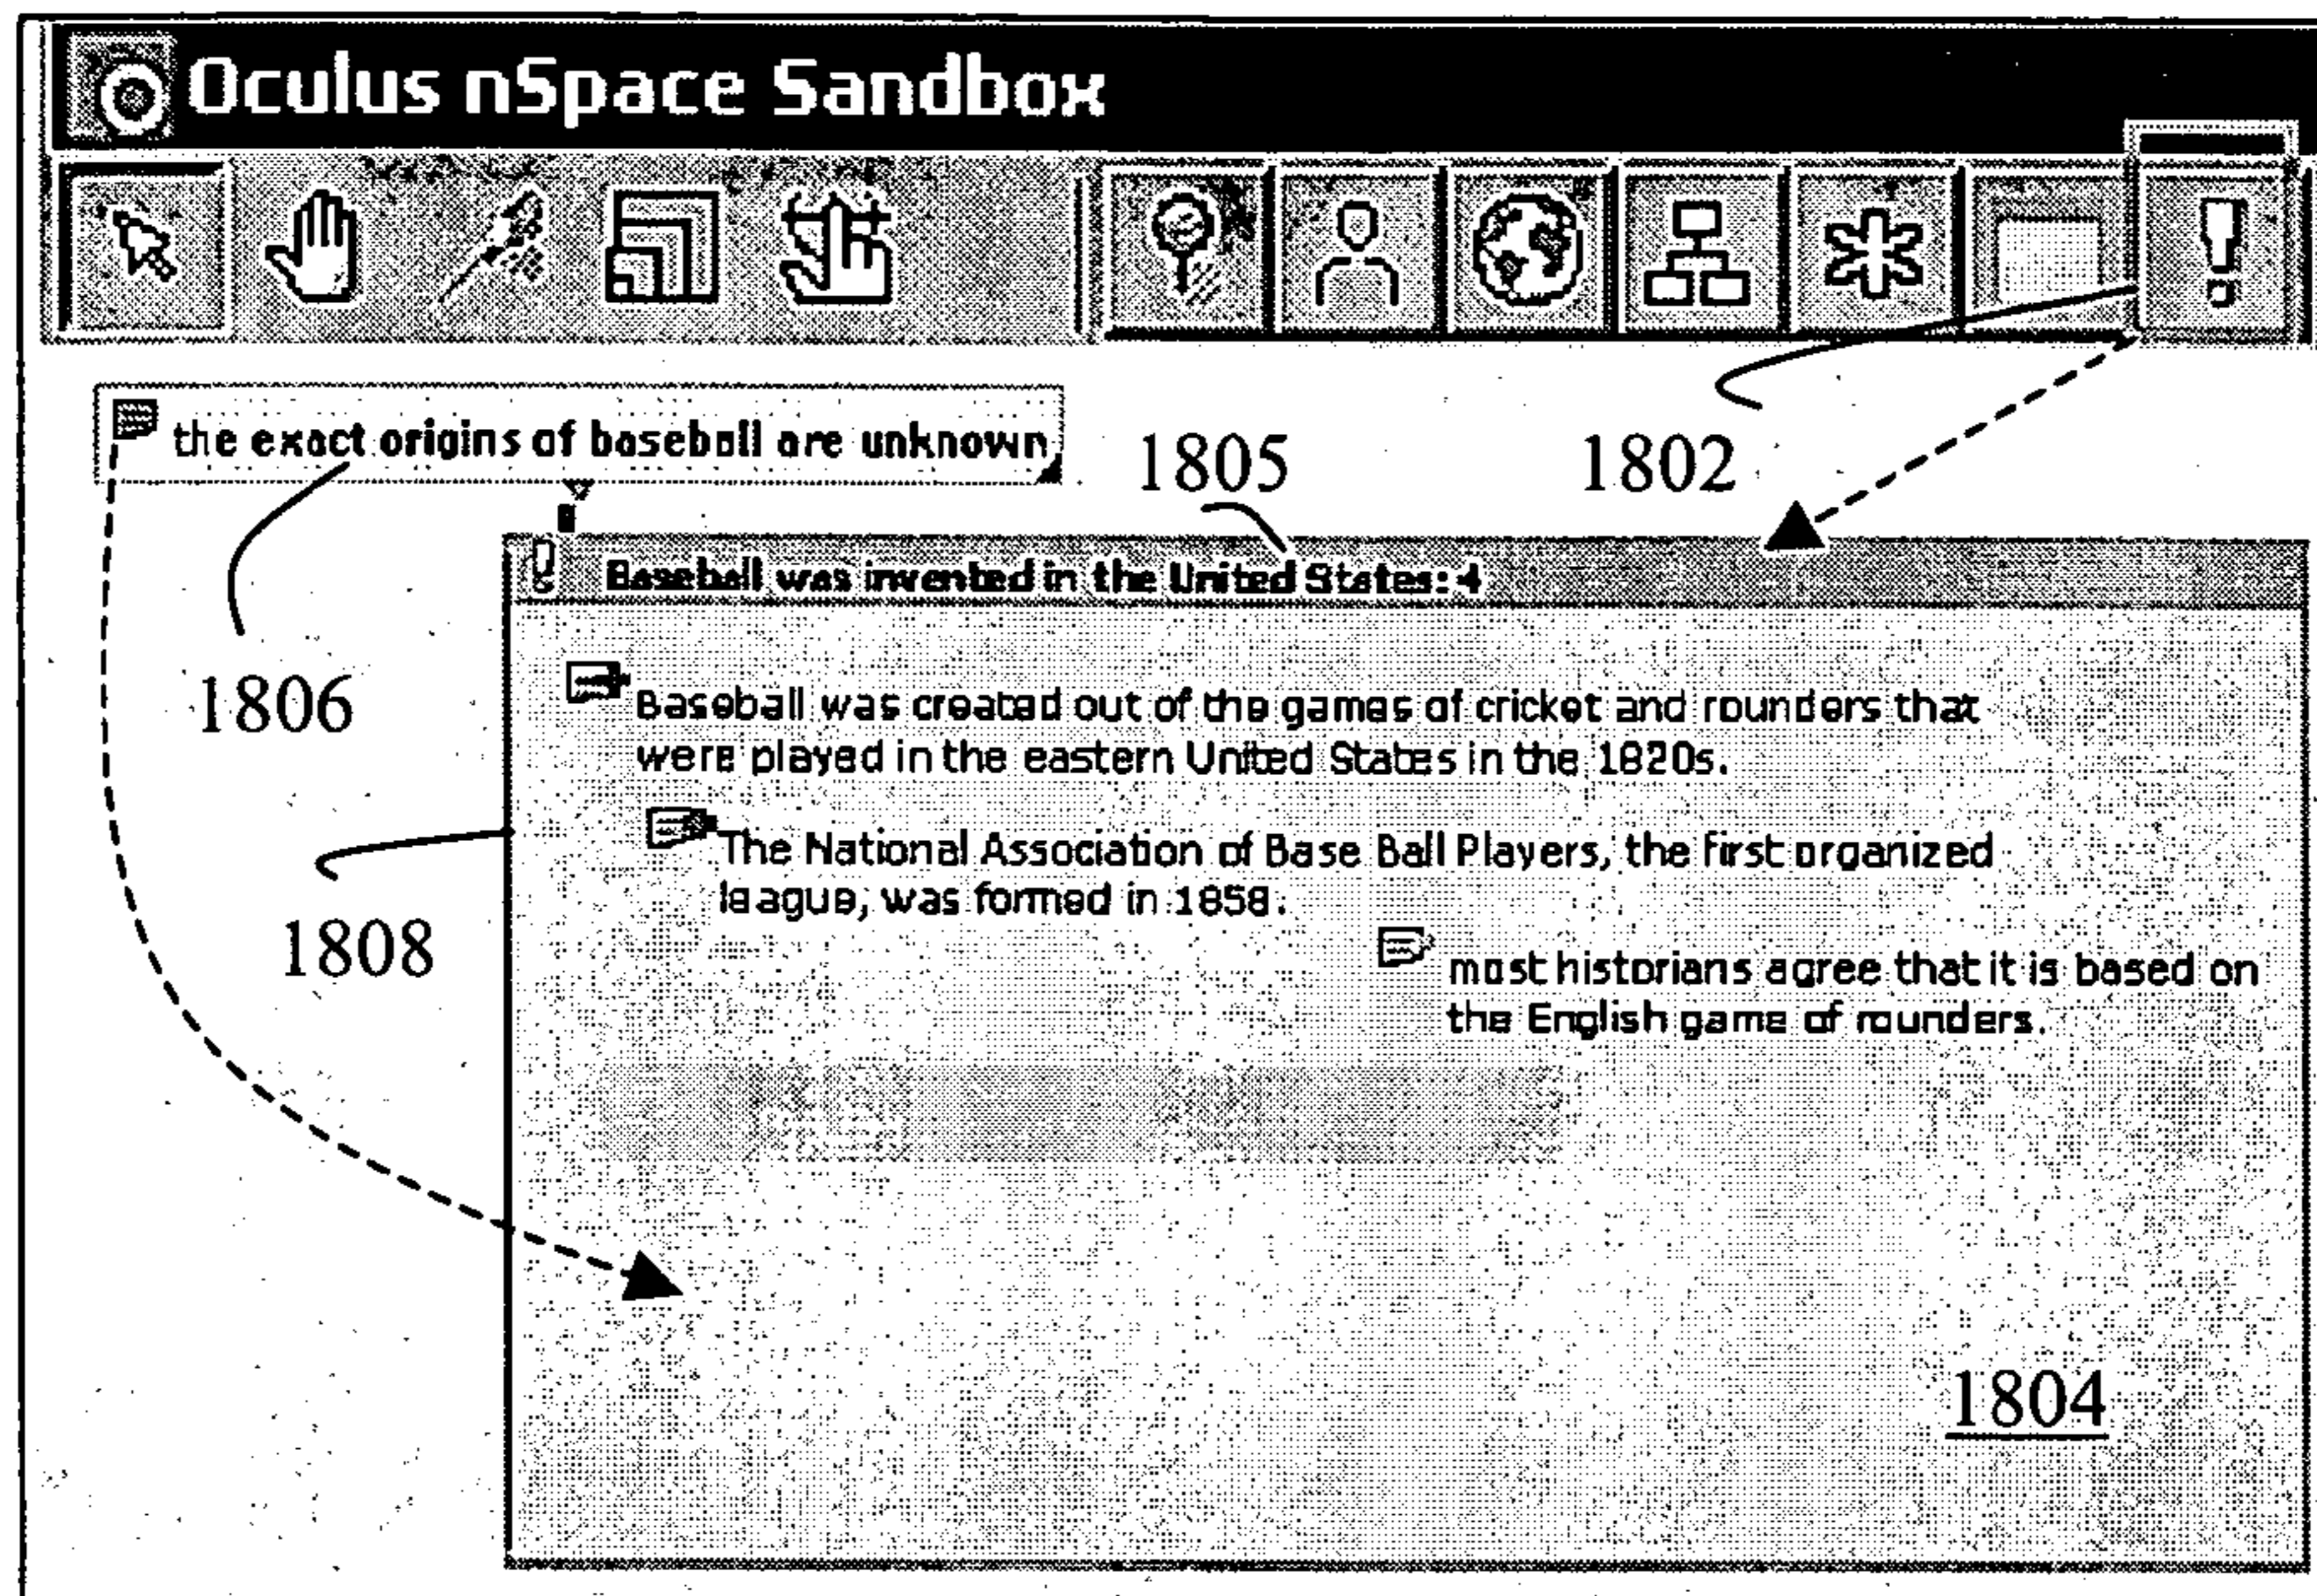 Oculus nSpace Sandbox
the exact origins of baseball are unknown
1805
1802
Baseball was invented in the United States: 4
1806
Baseball was created out of the games of cricket and rounders that
were played in the eastern United States in the 1820s.
The National Association of Base Ball Players, the first organized
league, was formed in 1858.
1808
most historians agree that it is based on
the English game of rounders.
1804